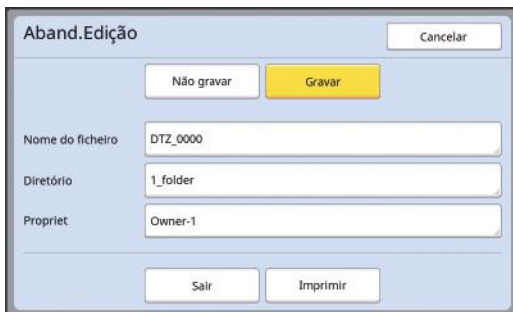 Aband.Edição
Cancelar
Não gravar Gravar
Nome do ficheiro DTZ_0000
Diretório 1_folder
Propriet Owner-1
Sair Imprimir